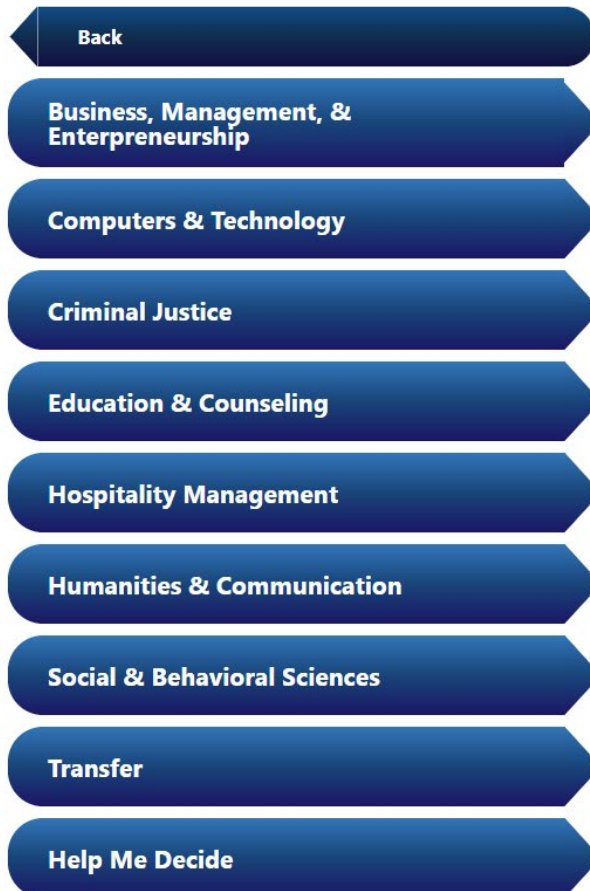 Back
Business, Management, &
Enterpreneurship
Computers & Technology
Criminal Justice
Education & Counseling
Hospitality Management
Humanities & Communication
Social & Behavioral Sciences
Transfer
Help Me Decide